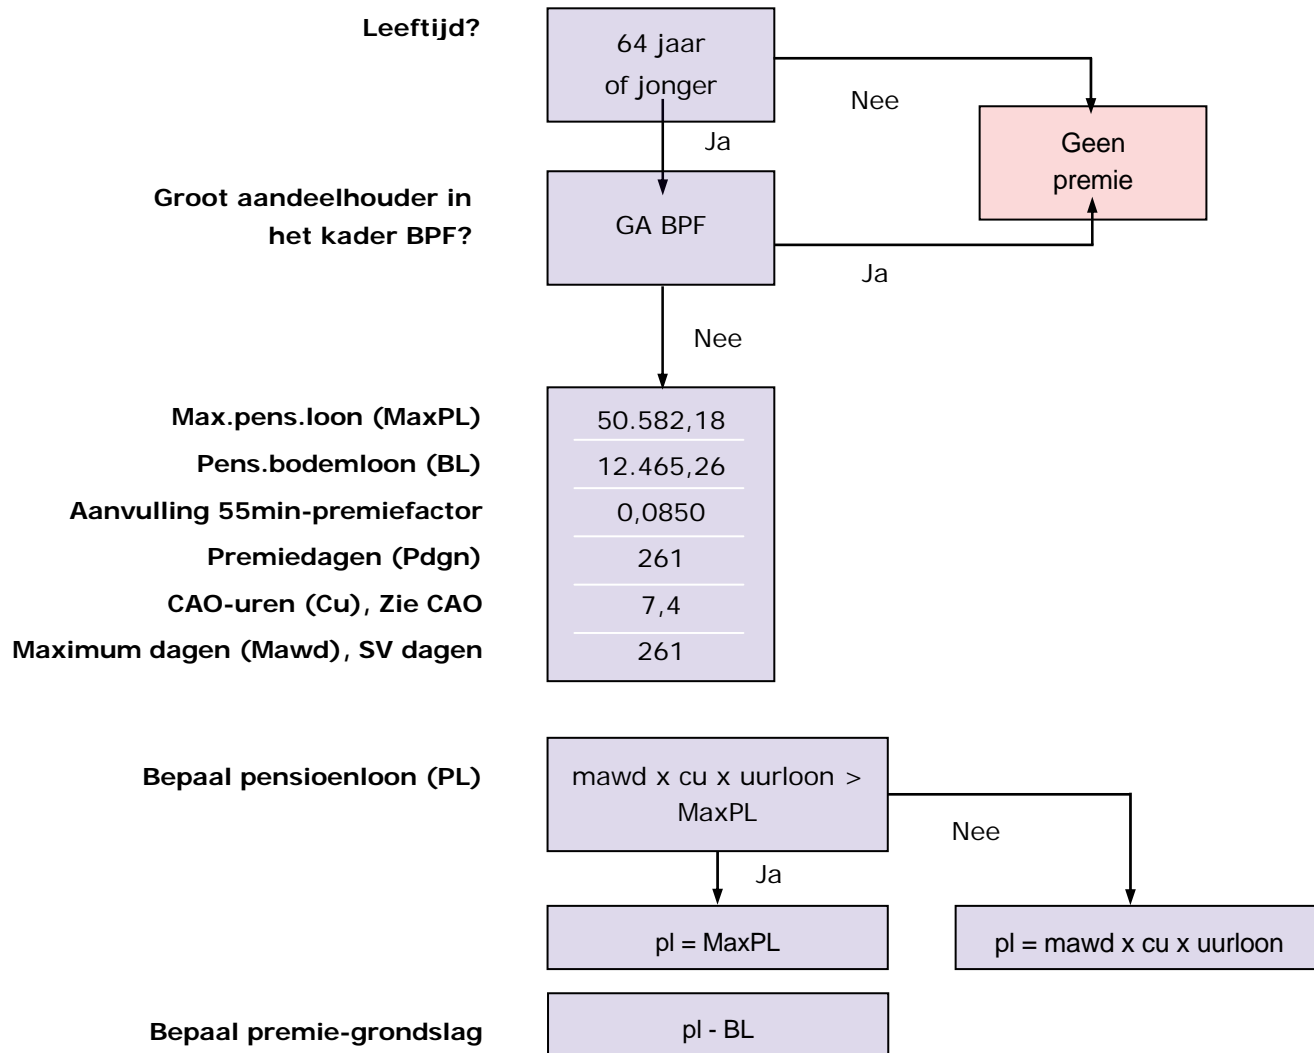 Leeftijd?
64 jaar
of jonger
Nee
Ja
Geen
premie
Groot aandeelhouder in
het kader BPF?
GA BPF
Ja
Nee
Max.pens.loon (MaxPL)
50.582,18
Pens.bodemloon (BL)
12.465,26
Aanvulling 55min-premiefactor
0,0850
Premiedagen (Pdgn)
261
CAO-uren (Cu), Zie CAO
7,4
Maximum dagen (Mawd), SV dagen
261
Bepaal pensioenloon (PL)
mawd x cu x uurloon >
MaxPL
Nee
Ja
pl = MaxPL
pl = mawd x cu x uurloon
Bepaal premie-grondslag
pl - BL